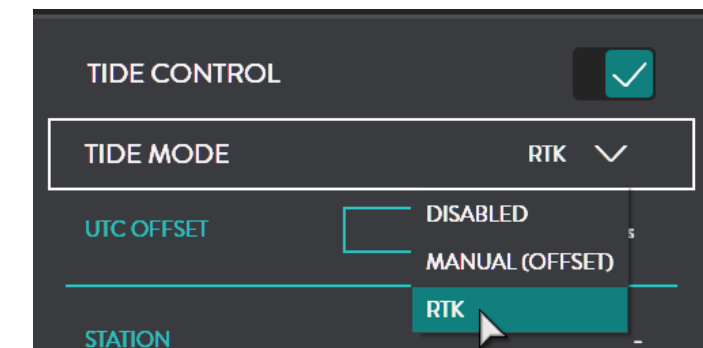 TIDE CONTROL
TIDE MODE RTK
UTC OFFSET
DISABLED
s
MANUAL (OFFSET)
RTK
STATION -